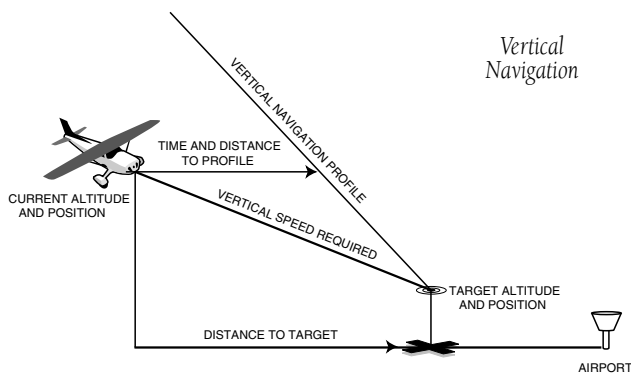 Vertical
Navigation
VERTICAL NAVIGATION PROFILE
TIME AND DISTANCE
TO PROFILE
CURRENT ALTITUDE
AND POSITION
VERTICAL SPEED REQUIRED
TARGET ALTITUDE
AND POSITION
DISTANCE TO TARGET
AIRPORT